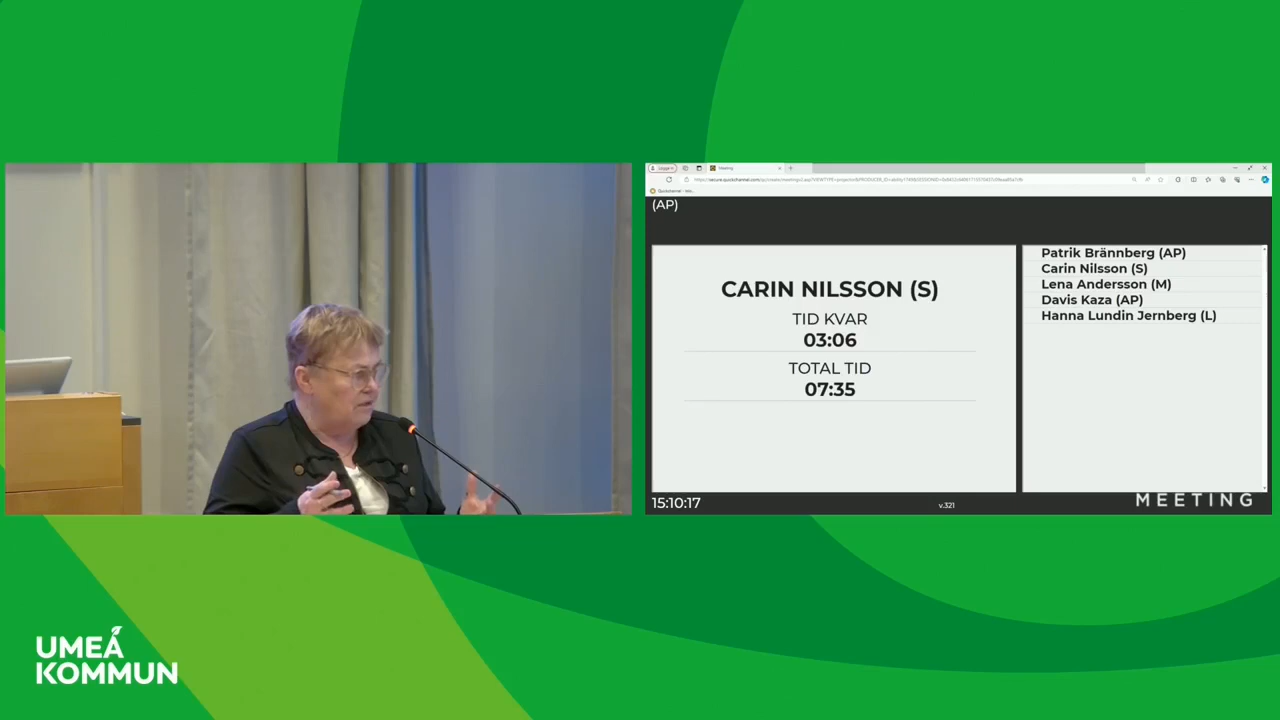 Meeting
(AP)
CARIN NILSSON (S)
TID KVAR
03:06
TOTAL TID
07:35
Patrik Brännberg (AP)
Carin Nilsson (S)
Lena Andersson (M)
Davis Kaza (AP)
Hanna Lundin Jernberg (L)
15:10:17
v.321
MEETING
UMEÅ
KOMMUN